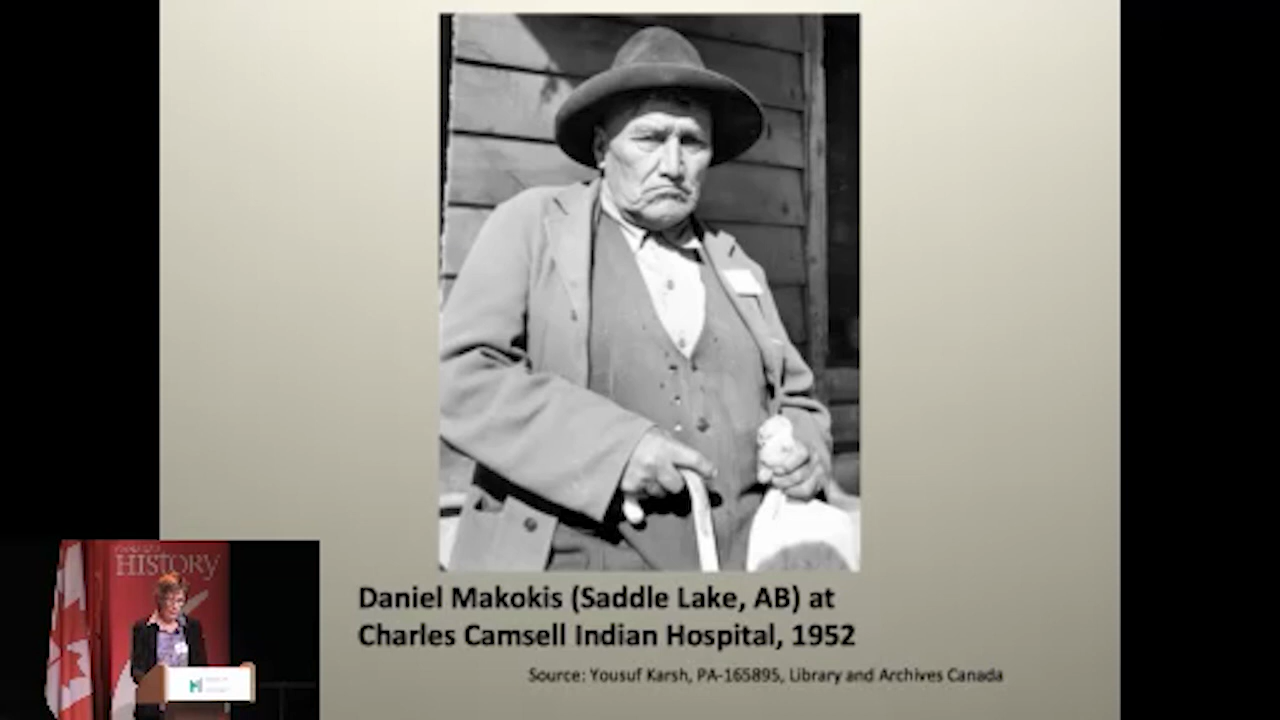 Daniel Makokis (Saddle Lake, AB) at
Charles Camsell Indian Hospital, 1952
Source: Yousuf Karsh, PA-165895, Library and Archives Canada
HISTORY